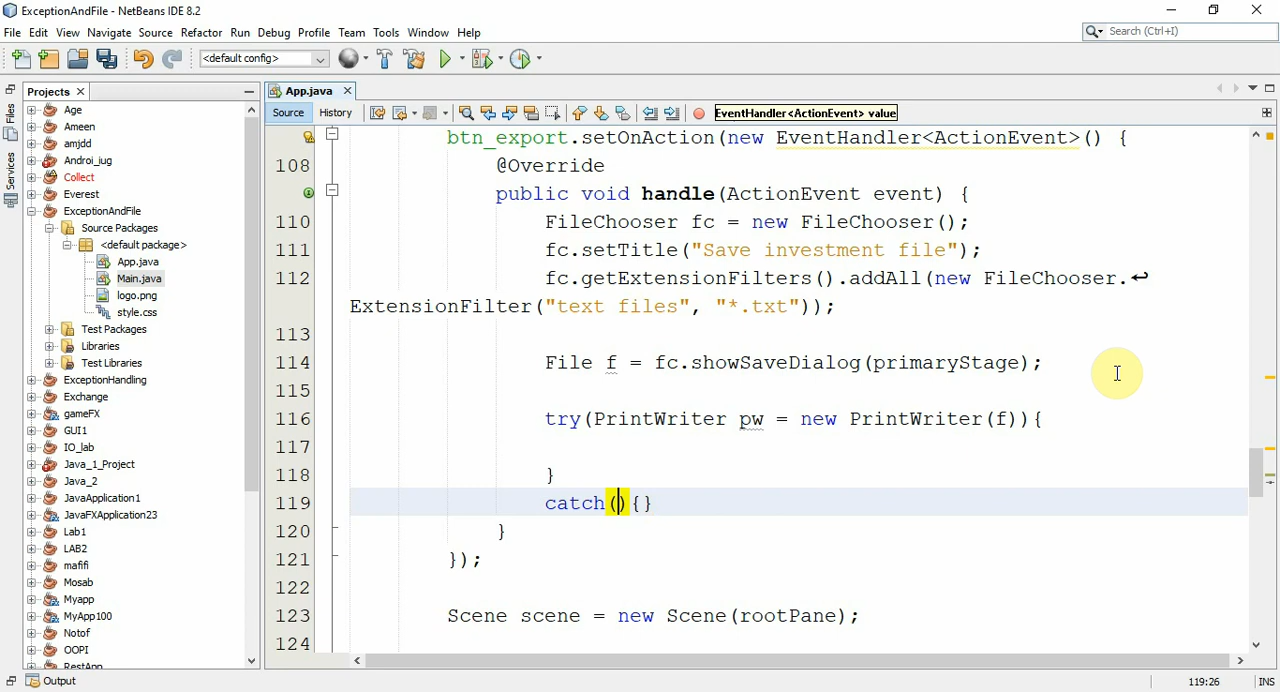 ExceptionAndFile - NetBeans IDE 8.2
File Edit View Navigate Source Refactor Run Debug Profile Team Tools Window Help
Search (Ctrl+I)
<default config>
Projects
App.java
Files
Services
Source History
EventHandler<ActionEvent> value
Age
Ameen
amjdd
Androi_jug
Collect
Everest
ExceptionAndFile
Source Packages
<default package>
App.java
Main.java
logo.png
style.css
Test Packages
Libraries
Test Libraries
ExceptionHandling
Exchange
gameFX
GUI1
IO_lab
Java_1_Project
Java_2
JavaApplication1
JavaFXApplication23
Lab1
LAB2
mafifi
Mosab
Myapp
MyApp100
Notof
OOPI
RestApp
btn_export.setOnAction(new EventHandler<ActionEvent>() {
108 @Override
public void handle(ActionEvent event) {
110 FileChooser fc = new FileChooser();
111 fc.setTitle("Save investment file");
112 fc.getExtensionFilters().addAll(new FileChooser.↩
ExtensionFilter("text files", "*.txt"));
113
114 File f = fc.showSaveDialog(primaryStage);
115
116 try(PrintWriter pw = new PrintWriter(f)){
117
118 }
119 catch(){}
120 }
121 });
122
123 Scene scene = new Scene(rootPane);
124
Output
119:26 INS